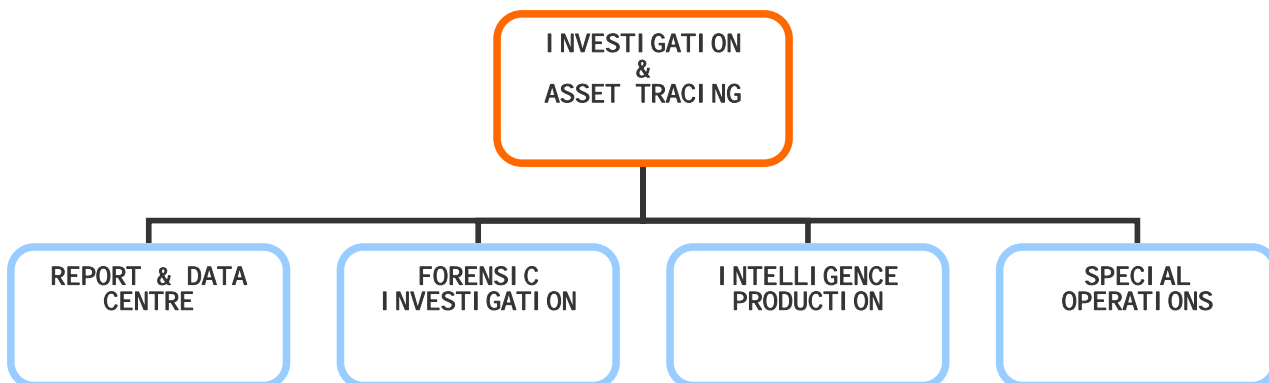 INVESTIGATION
&
ASSET TRACING
REPORT & DATA
CENTRE
FORENSIC
INVESTIGATION
INTELLIGENCE
PRODUCTION
SPECIAL
OPERATIONS